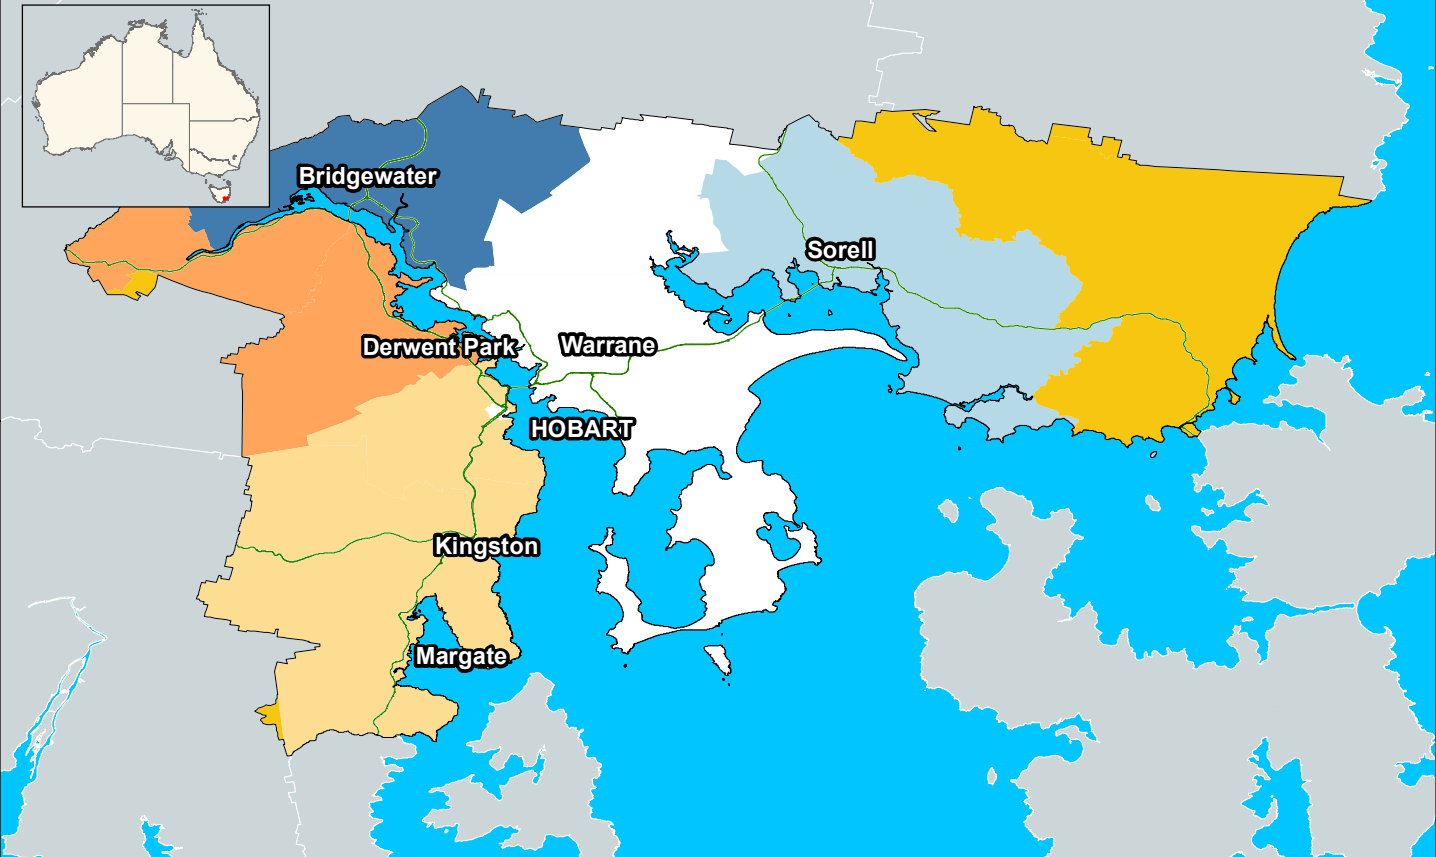 Bridgewater
Sorell
Derwent Park
Warrane
HOBART
Kingston
Margate